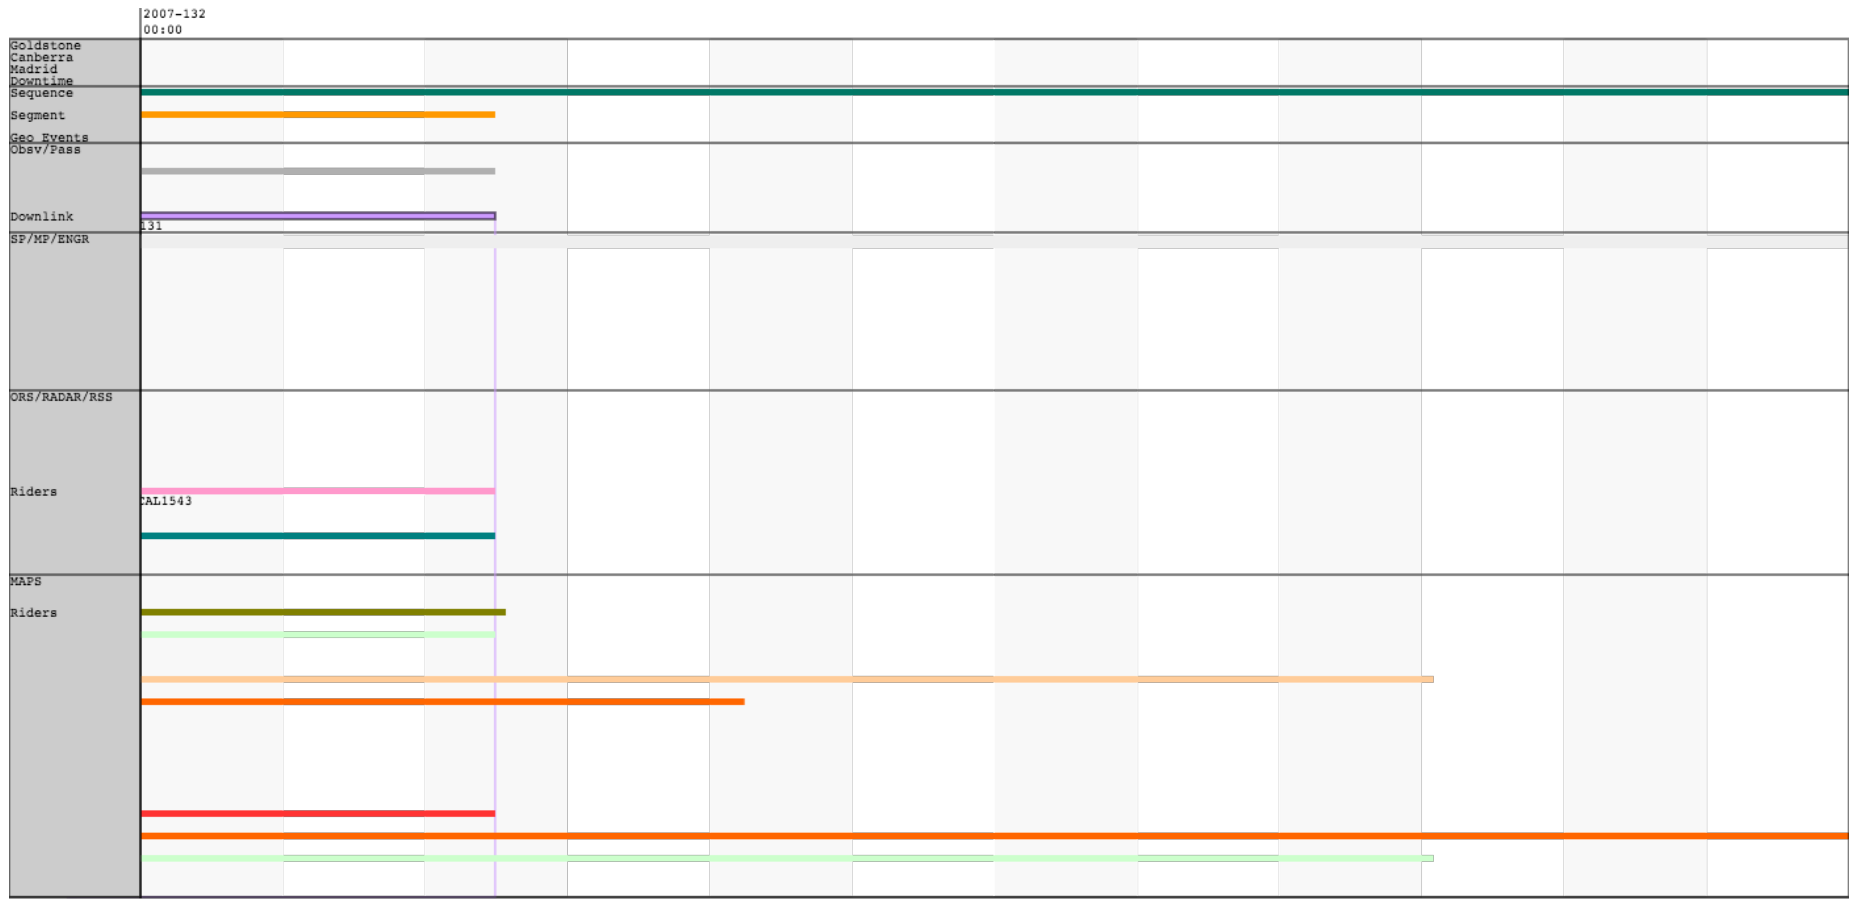 2007-132
00:00
Goldstone
Canberra
Madrid
Downtime
Sequence
Segment
Geo Events
Obsv/Pass
Downlink
131
SP/MP/ENGR
ORS/RADAR/RSS
Riders
CAL1543
MAPS
Riders